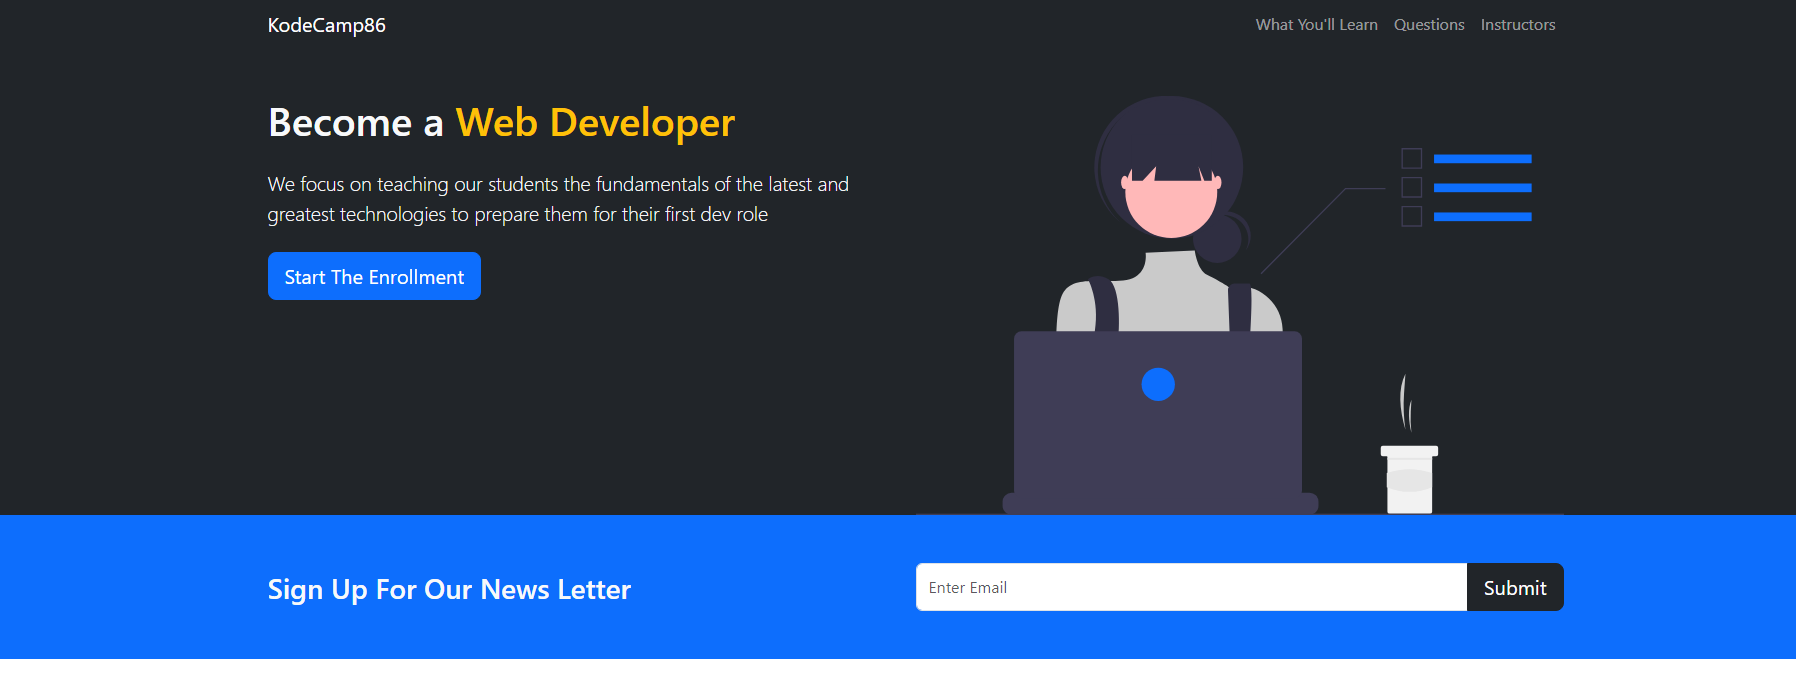 KodeCamp86
What You'll Learn Questions Instructors
Become a Web Developer
We focus on teaching our students the fundamentals of the latest and
greatest technologies to prepare them for their first dev role
Start The Enrollment
Sign Up For Our News Letter
Enter Email
Submit